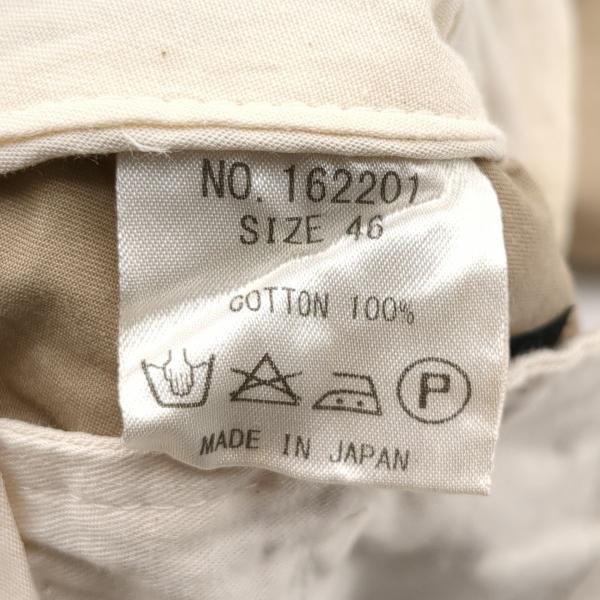 NO. 162201
SIZE 46
COTTON 100%
P
MADE IN JAPAN